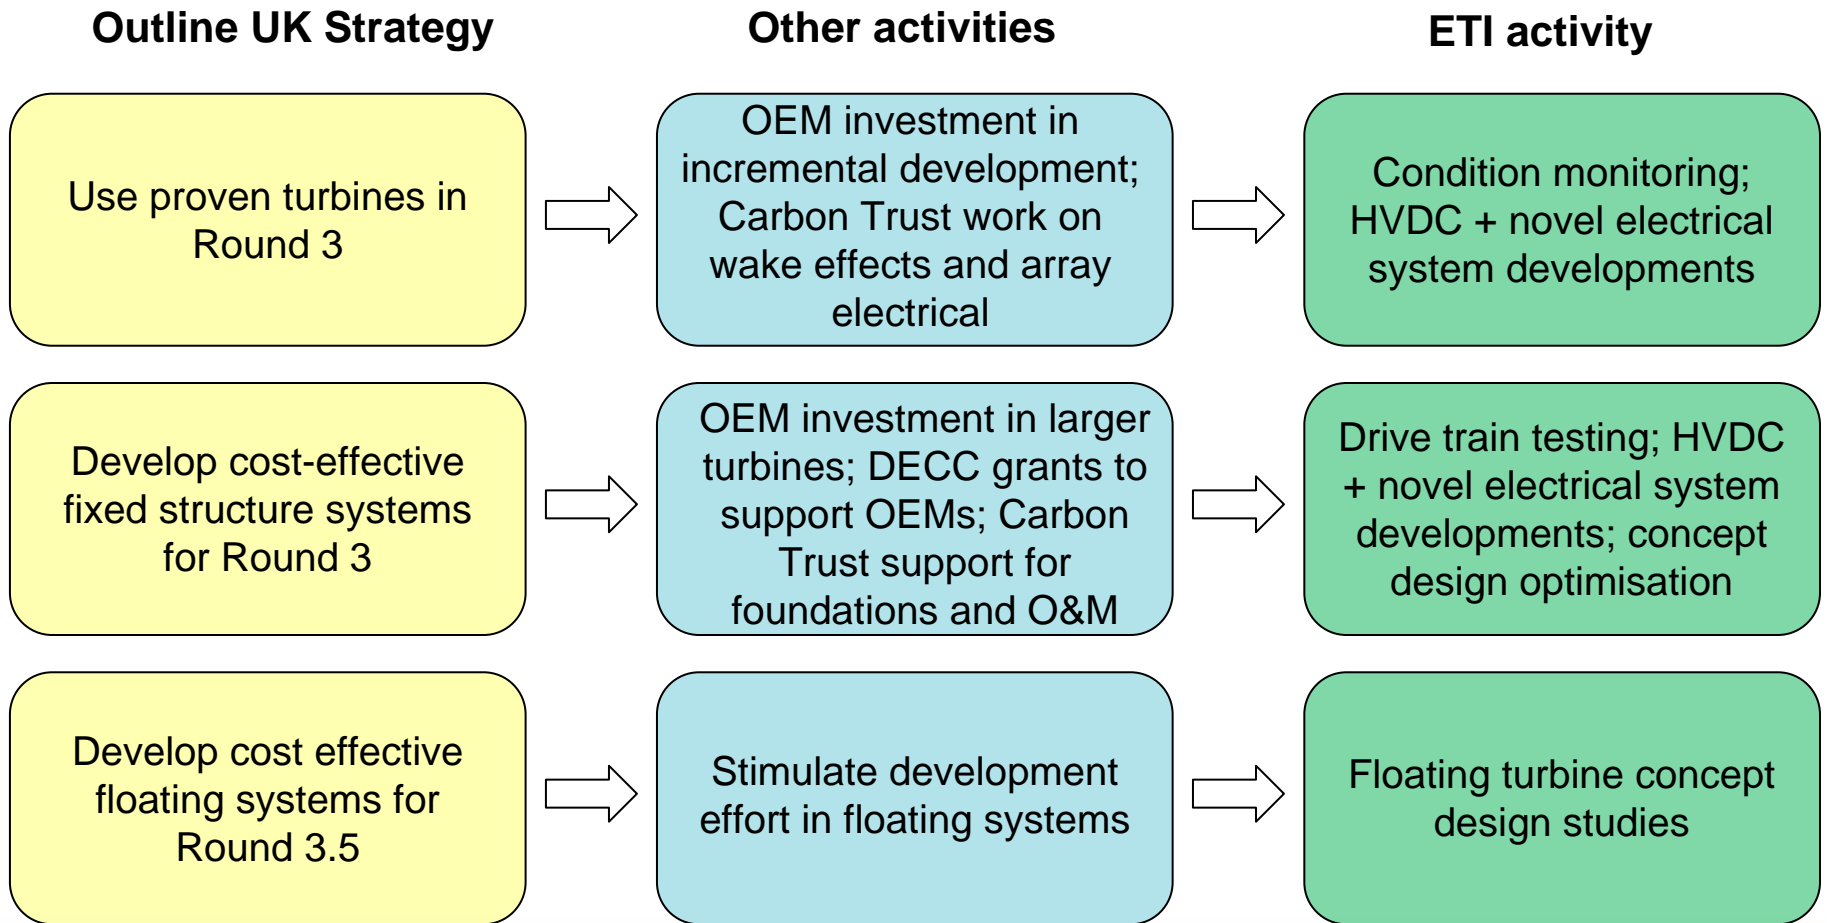 Outline UK Strategy
Other activities
ETI activity
Use proven turbines in
Round 3
OEM investment in
incremental development;
Carbon Trust work on
wake effects and array
electrical
Condition monitoring;
HVDC + novel electrical
system developments
Develop cost-effective
fixed structure systems
for Round 3
OEM investment in larger
turbines; DECC grants to
support OEMs; Carbon
Trust support for
foundations and O&M
Drive train testing; HVDC
+ novel electrical system
developments; concept
design optimisation
Develop cost effective
floating systems for
Round 3.5
Stimulate development
effort in floating systems
Floating turbine concept
design studies